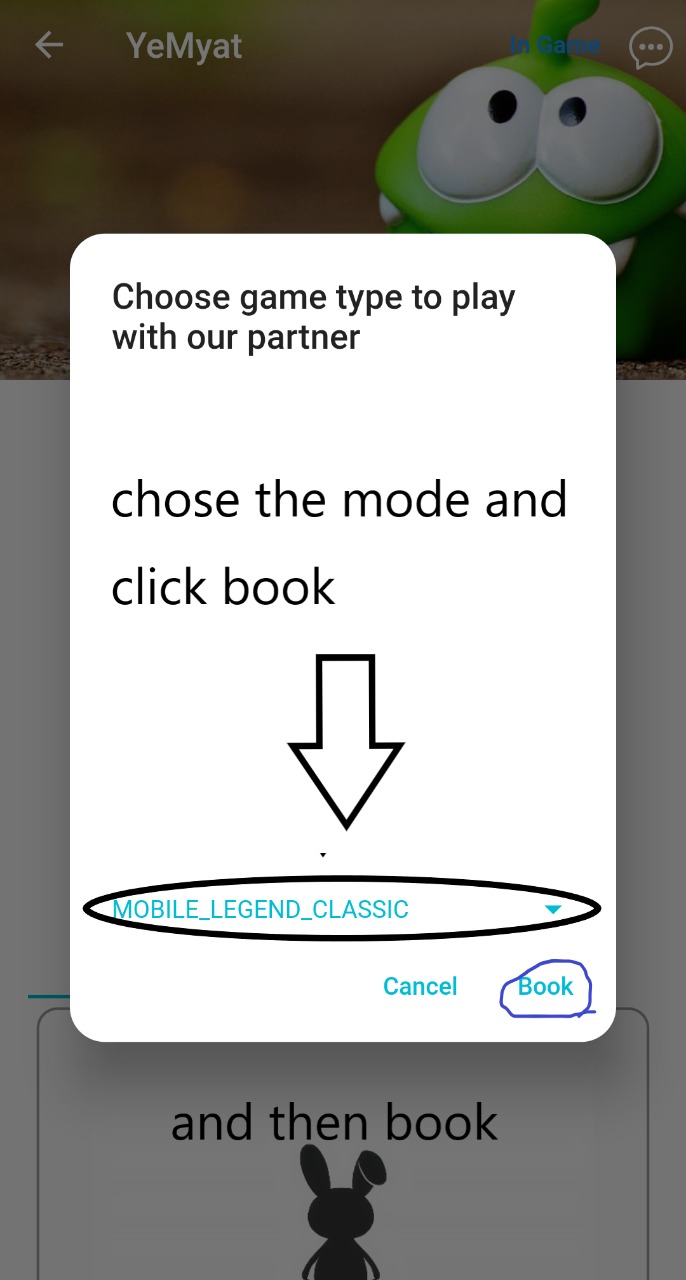 YeMyat
In Game
Choose game type to play
with our partner
chose the mode and
click book
MOBILE_LEGEND_CLASSIC
Cancel
Book
and then book